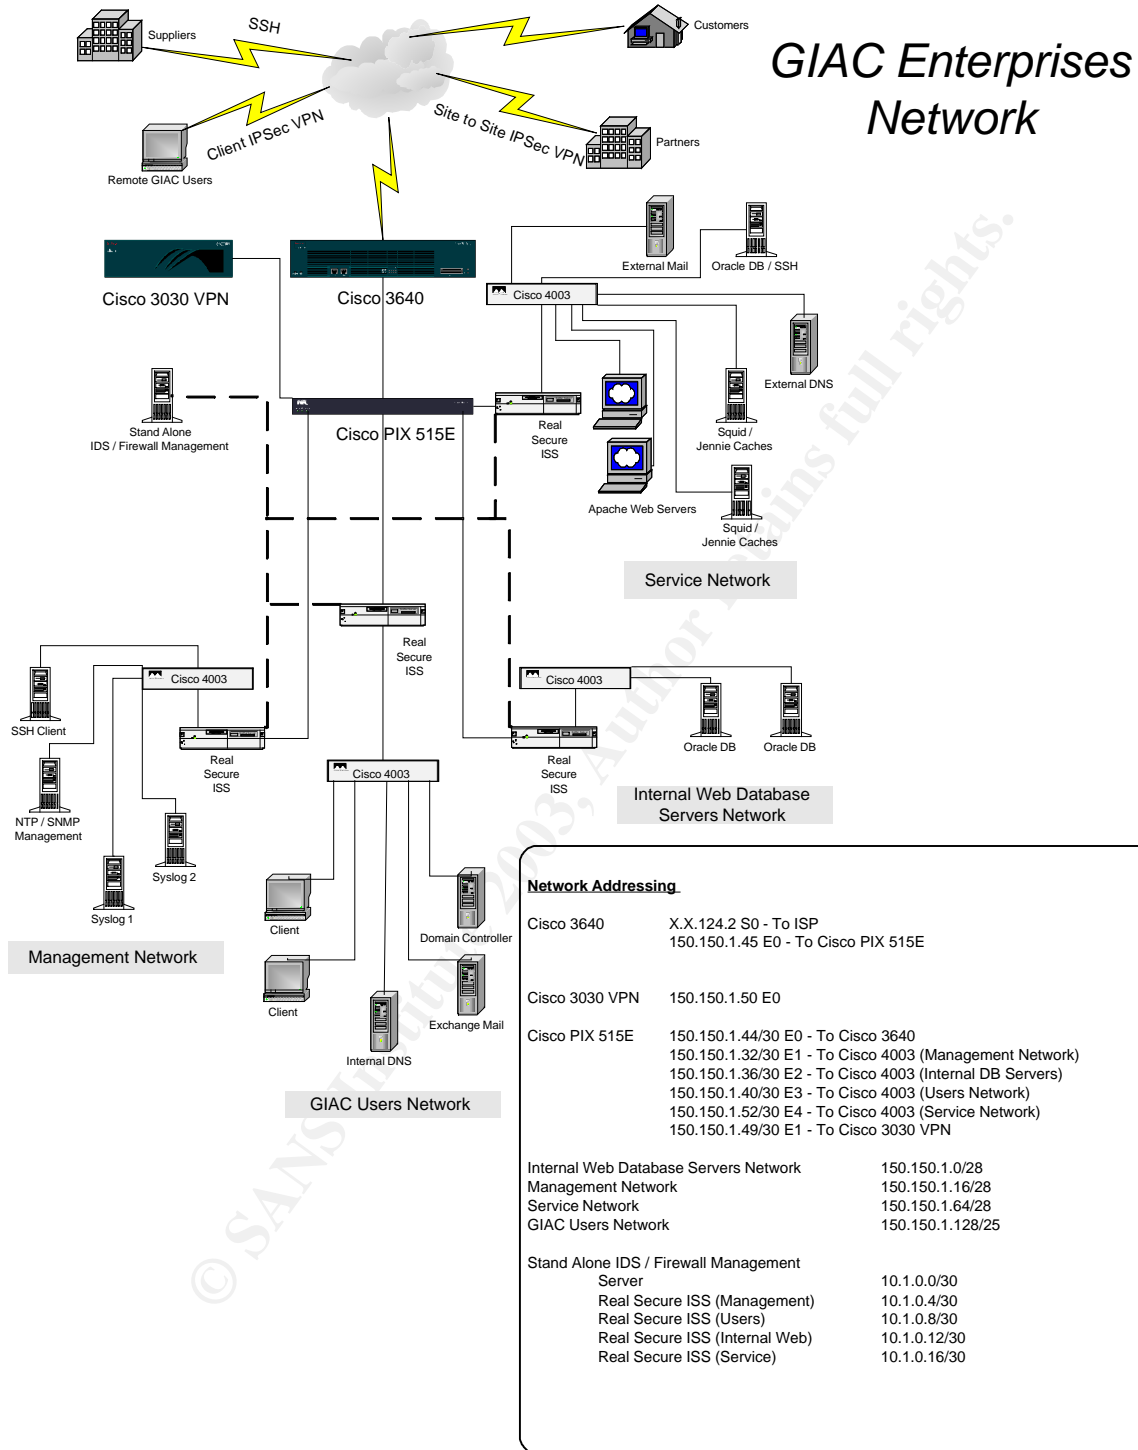 GIAC Enterprises
Network
Suppliers
SSH
Customers
Client IPSec VPN
Site to Site IPSec VPN
Partners
Remote GIAC Users
External Mail
Oracle DB / SSH
Cisco 3030 VPN
Cisco 3640
Cisco 4003
External DNS
Stand Alone
IDS / Firewall Management
Cisco PIX 515E
Real
Secure
ISS
Squid /
Jennie Caches
Apache Web Servers
Squid /
Jennie Caches
Service Network
Real
Secure
ISS
Cisco 4003
Cisco 4003
SSH Client
Real
Secure
ISS
Real
Secure
ISS
Oracle DB
Oracle DB
Cisco 4003
Internal Web Database
Servers Network
NTP / SNMP
Management
Syslog 2
Syslog 1
Client
Domain Controller
Management Network
Client
Exchange Mail
Internal DNS
GIAC Users Network
Network Addressing
Cisco 3640 X.X.124.2 S0 - To ISP
150.150.1.45 E0 - To Cisco PIX 515E
Cisco 3030 VPN 150.150.1.50 E0
Cisco PIX 515E 150.150.1.44/30 E0 - To Cisco 3640
150.150.1.32/30 E1 - To Cisco 4003 (Management Network)
150.150.1.36/30 E2 - To Cisco 4003 (Internal DB Servers)
150.150.1.40/30 E3 - To Cisco 4003 (Users Network)
150.150.1.52/30 E4 - To Cisco 4003 (Service Network)
150.150.1.49/30 E1 - To Cisco 3030 VPN
Internal Web Database Servers Network 150.150.1.0/28
Management Network 150.150.1.16/28
Service Network 150.150.1.64/28
GIAC Users Network 150.150.1.128/25
Stand Alone IDS / Firewall Management
Server 10.1.0.0/30
Real Secure ISS (Management) 10.1.0.4/30
Real Secure ISS (Users) 10.1.0.8/30
Real Secure ISS (Internal Web) 10.1.0.12/30
Real Secure ISS (Service) 10.1.0.16/30
© SANS Institute 2003, Author retains full rights.